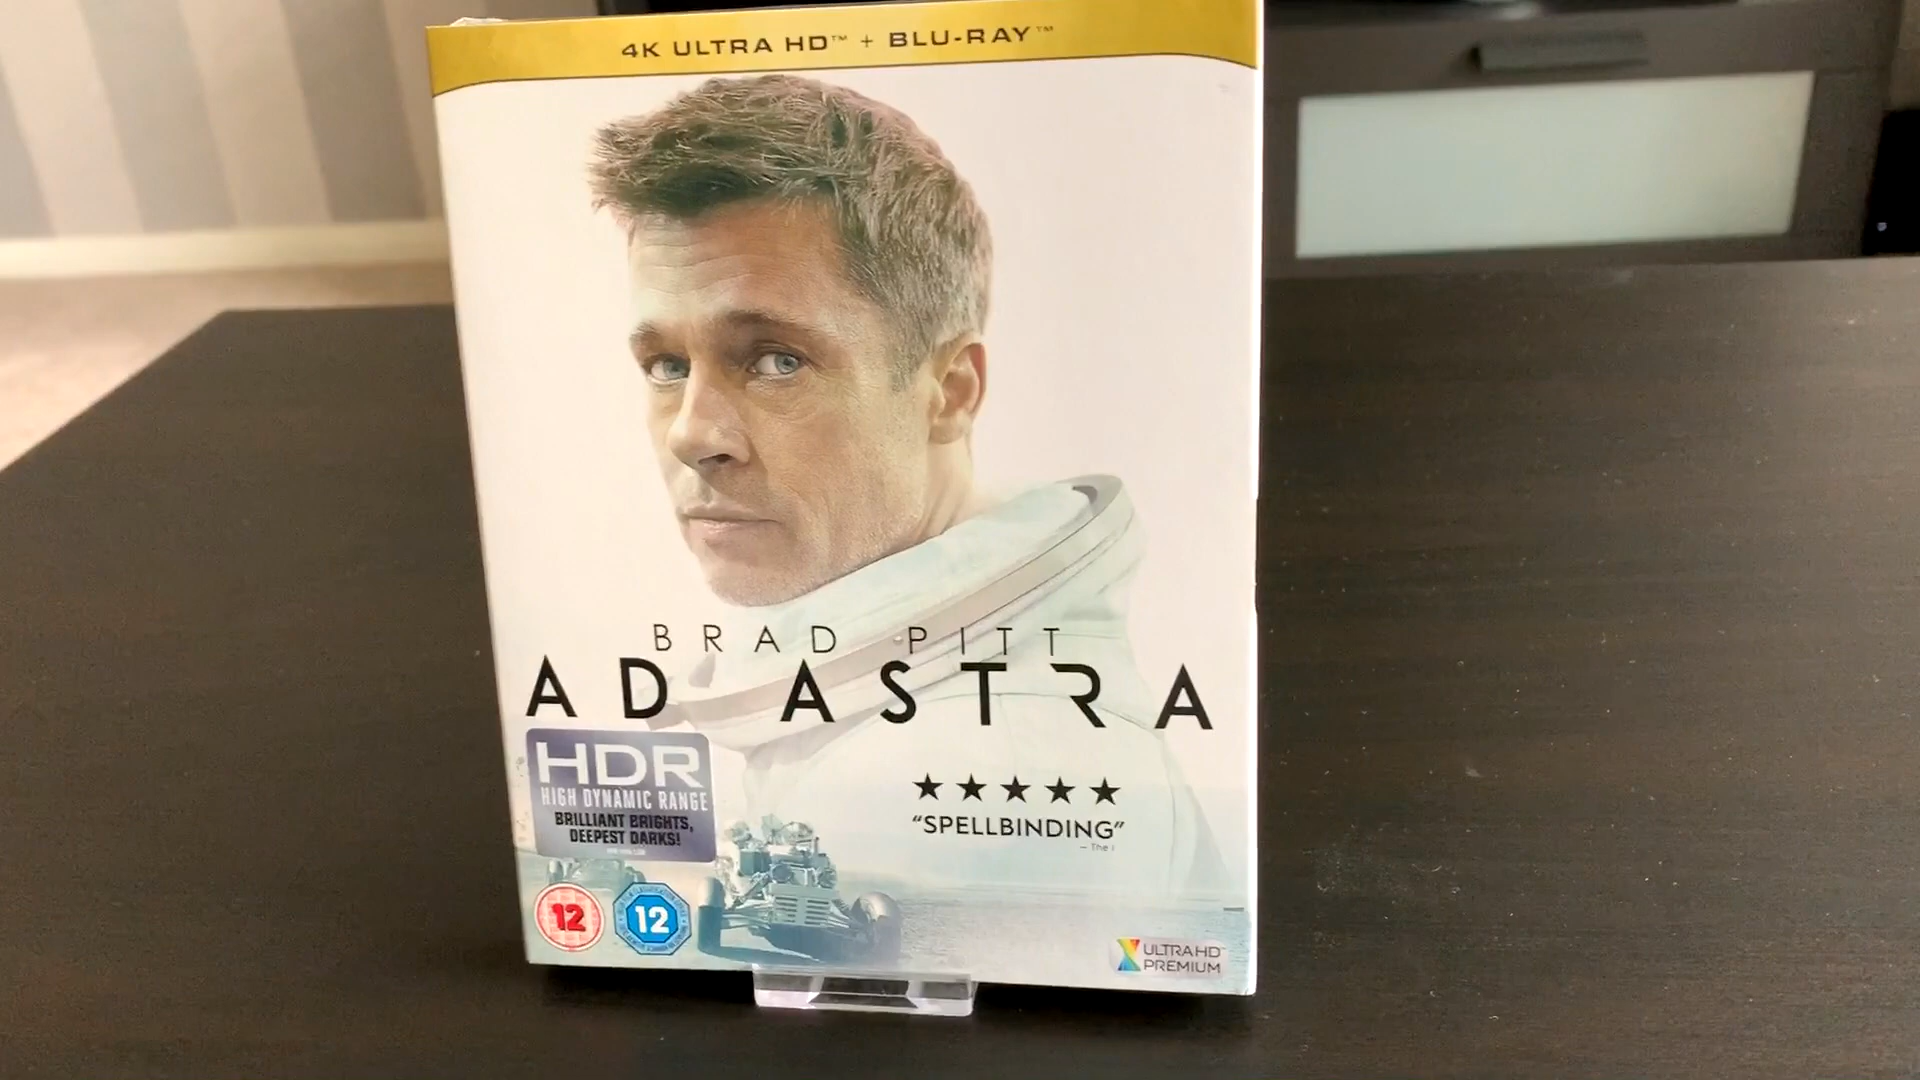 4K ULTRA HD™ + BLU-RAY™
BRAD PITT
AD ASTRA
HDR
HIGH DYNAMIC RANGE
BRILLIANT BRIGHTS,
DEEPEST DARKS!
★★★★★
“SPELLBINDING”
– The I
12
12
ULTRA HD™
PREMIUM